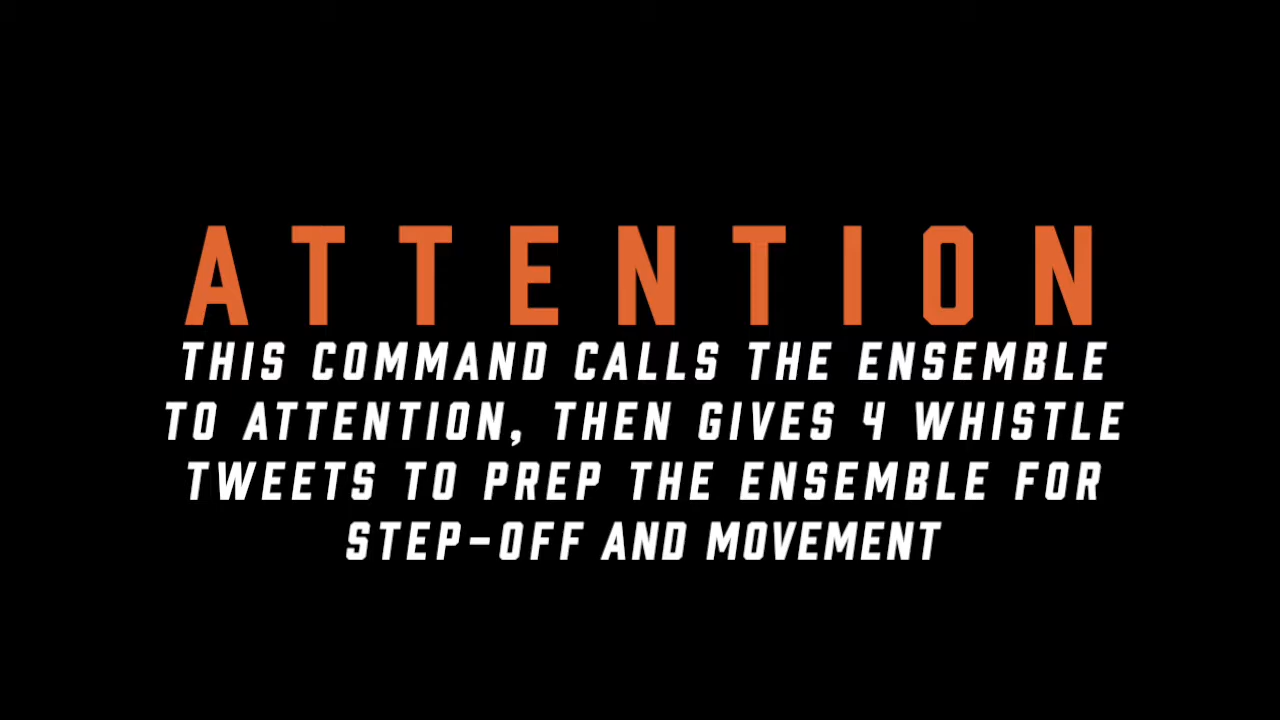 ATTENTION
THIS COMMAND CALLS THE ENSEMBLE
TO ATTENTION, THEN GIVES 4 WHISTLE
TWEETS TO PREP THE ENSEMBLE FOR
STEP-OFF AND MOVEMENT